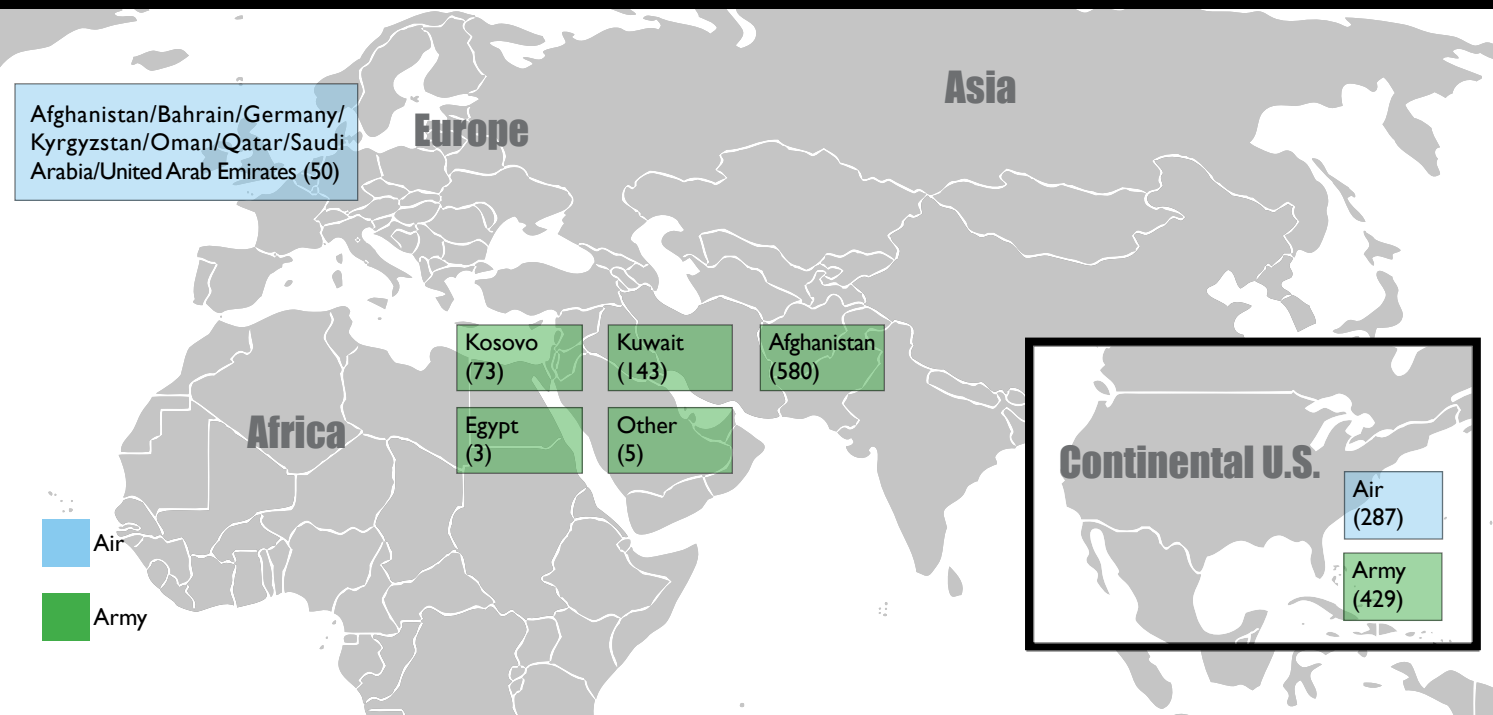 Asia
Europe
Afghanistan/Bahrain/Germany/
Kyrgyzstan/Oman/Qatar/Saudi
Arabia/United Arab Emirates (50)
Kosovo
(73)
Kuwait
(143)
Afghanistan
(580)
Egypt
(3)
Other
(5)
Africa
Continental U.S.
Air
(287)
Army
(429)
Air
Army